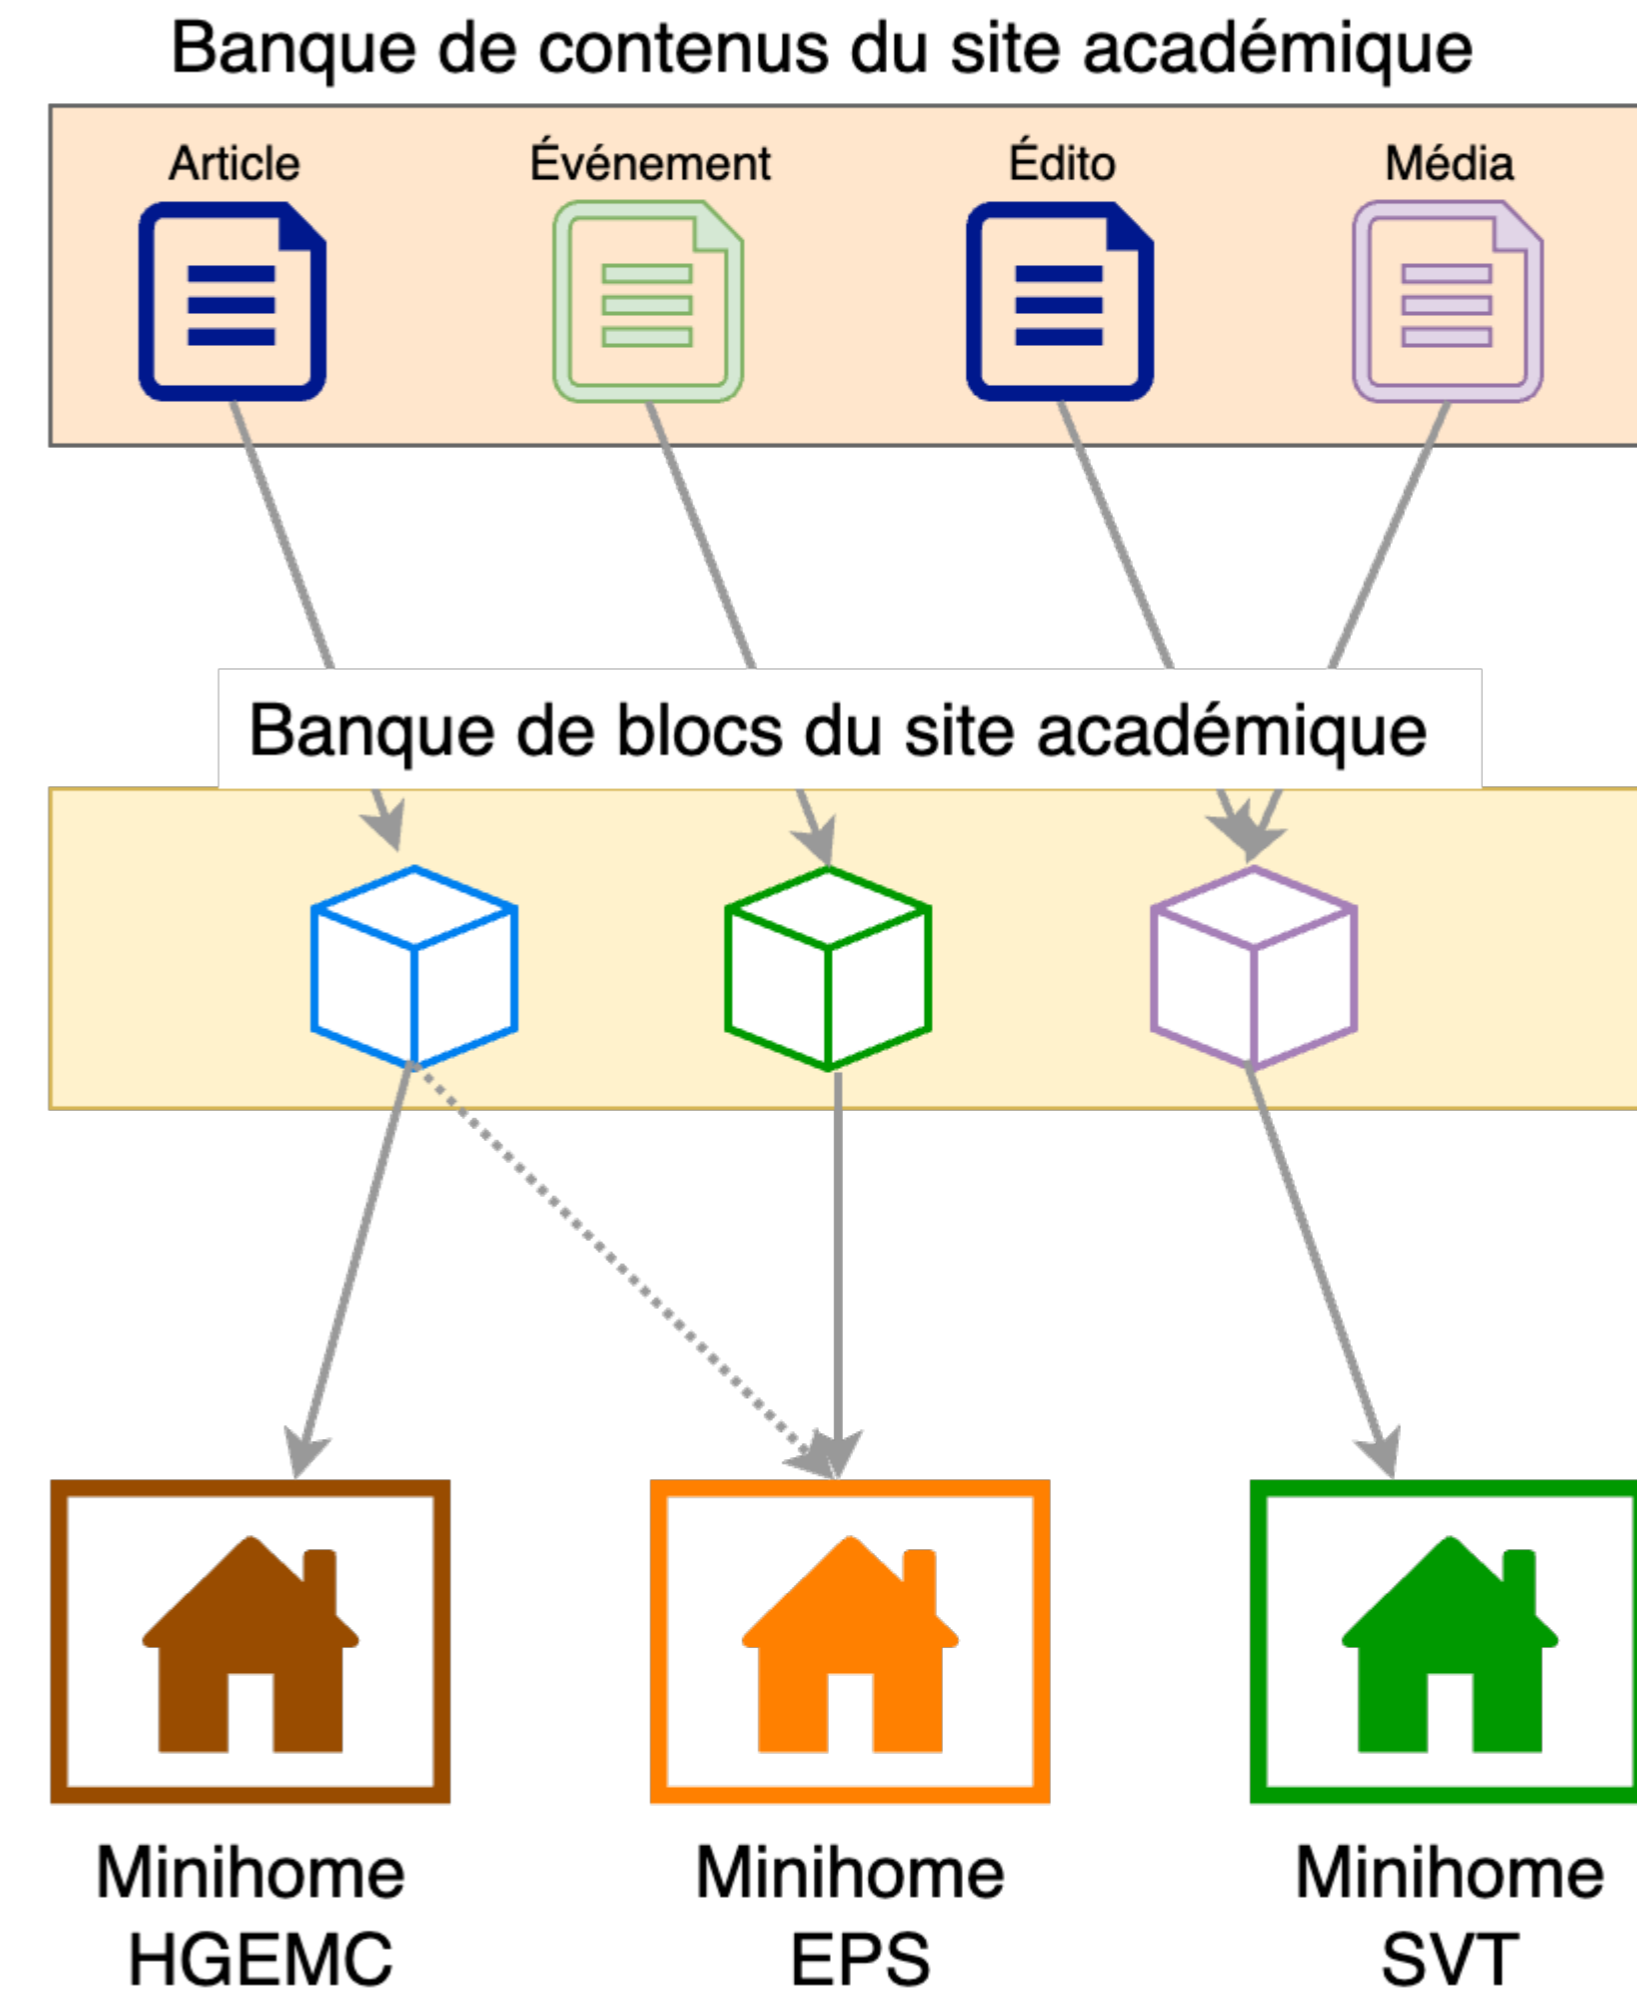 Banque de contenus du site académique
Article
Événement
Édito
Média
Banque de blocs du site académique
Minihome
HGEMC
Minihome
EPS
Minihome
SVT